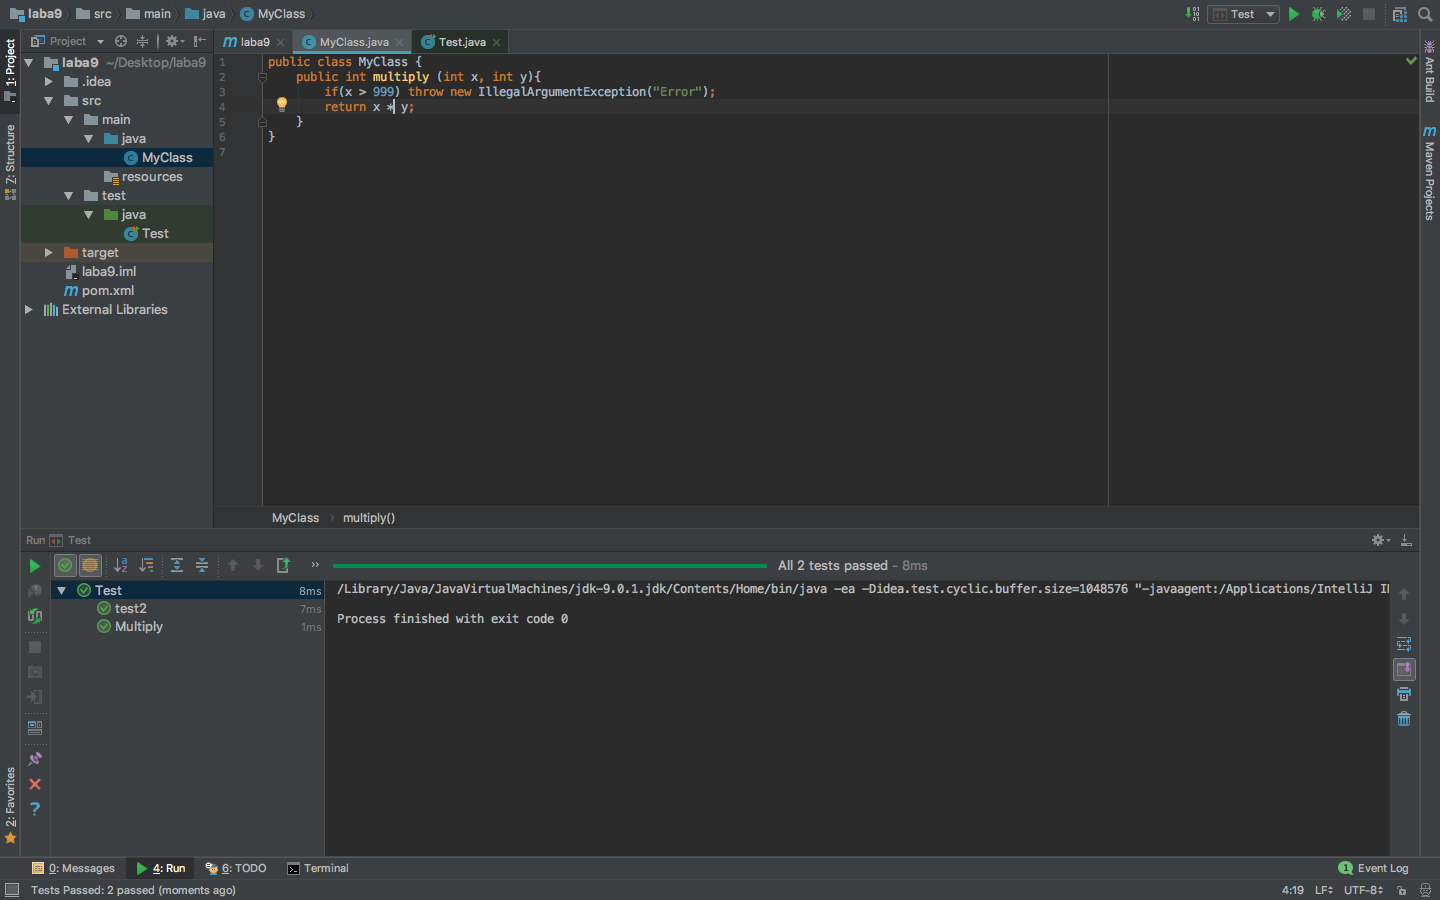 laba9 src main java MyClass
Test
Project
laba9 MyClass.java Test.java
1: Project
7: Structure
2: Favorites
Ant Build
Maven Projects
laba9 ~/Desktop/laba9
.idea
src
main
java
MyClass
resources
test
java
Test
target
laba9.iml
pom.xml
External Libraries
1 public class MyClass {
2 public int multiply (int x, int y){
3 if(x > 999) throw new IllegalArgumentException("Error");
4 return x * y;
5 }
6 }
7
MyClass multiply()
Run Test
All 2 tests passed - 8ms
Test 8ms
test2 7ms
Multiply 1ms
/Library/Java/JavaVirtualMachines/jdk-9.0.1.jdk/Contents/Home/bin/java -ea -Didea.test.cyclic.buffer.size=1048576 "-javaagent:/Applications/IntelliJ
Process finished with exit code 0
0: Messages 4: Run 6: TODO Terminal
1 Event Log
Tests Passed: 2 passed (moments ago)
4:19 LF UTF-8